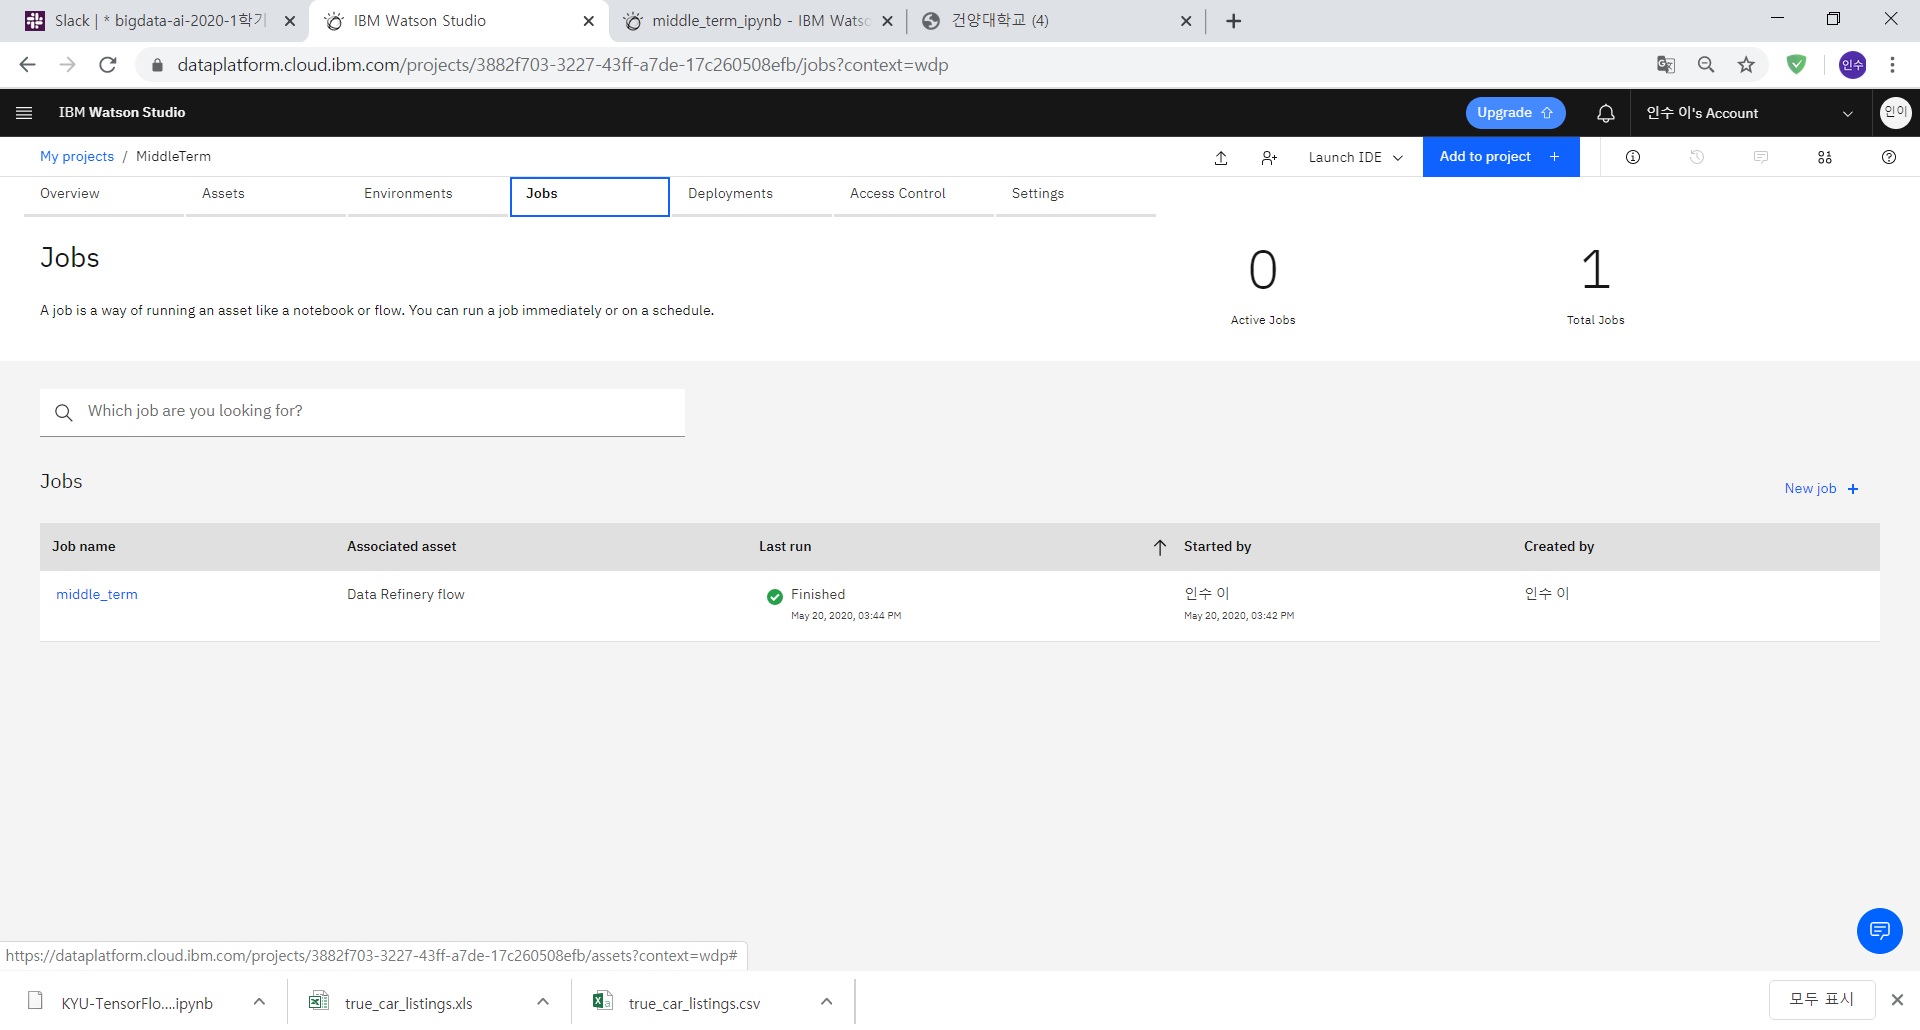 Slack | * bigdata-ai-2020-1학기
IBM Watson Studio
middle_term_ipynb - IBM Wats
건양대학교 (4)
dataplatform.cloud.ibm.com/projects/3882f703-3227-43ff-a7de-17c260508efb/jobs?context=wdp
인수
IBM Watson Studio
Upgrade
인수 이's Account
인이
My projects / MiddleTerm
Launch IDE
Add to project +
Overview
Assets
Environments
Jobs
Deployments
Access Control
Settings
Jobs
0
1
A job is a way of running an asset like a notebook or flow. You can run a job immediately or on a schedule.
Active Jobs
Total Jobs
Which job are you looking for?
Jobs
New job +
Job name
Associated asset
Last run
Started by
Created by
middle_term
Data Refinery flow
Finished
인수 이
인수 이
May 20, 2020, 03:44 PM
May 20, 2020, 03:42 PM
https://dataplatform.cloud.ibm.com/projects/3882f703-3227-43ff-a7de-17c260508efb/assets?context=wdp#
KYU-TensorFlo....ipynb
true_car_listings.xls
true_car_listings.csv
모두 표시